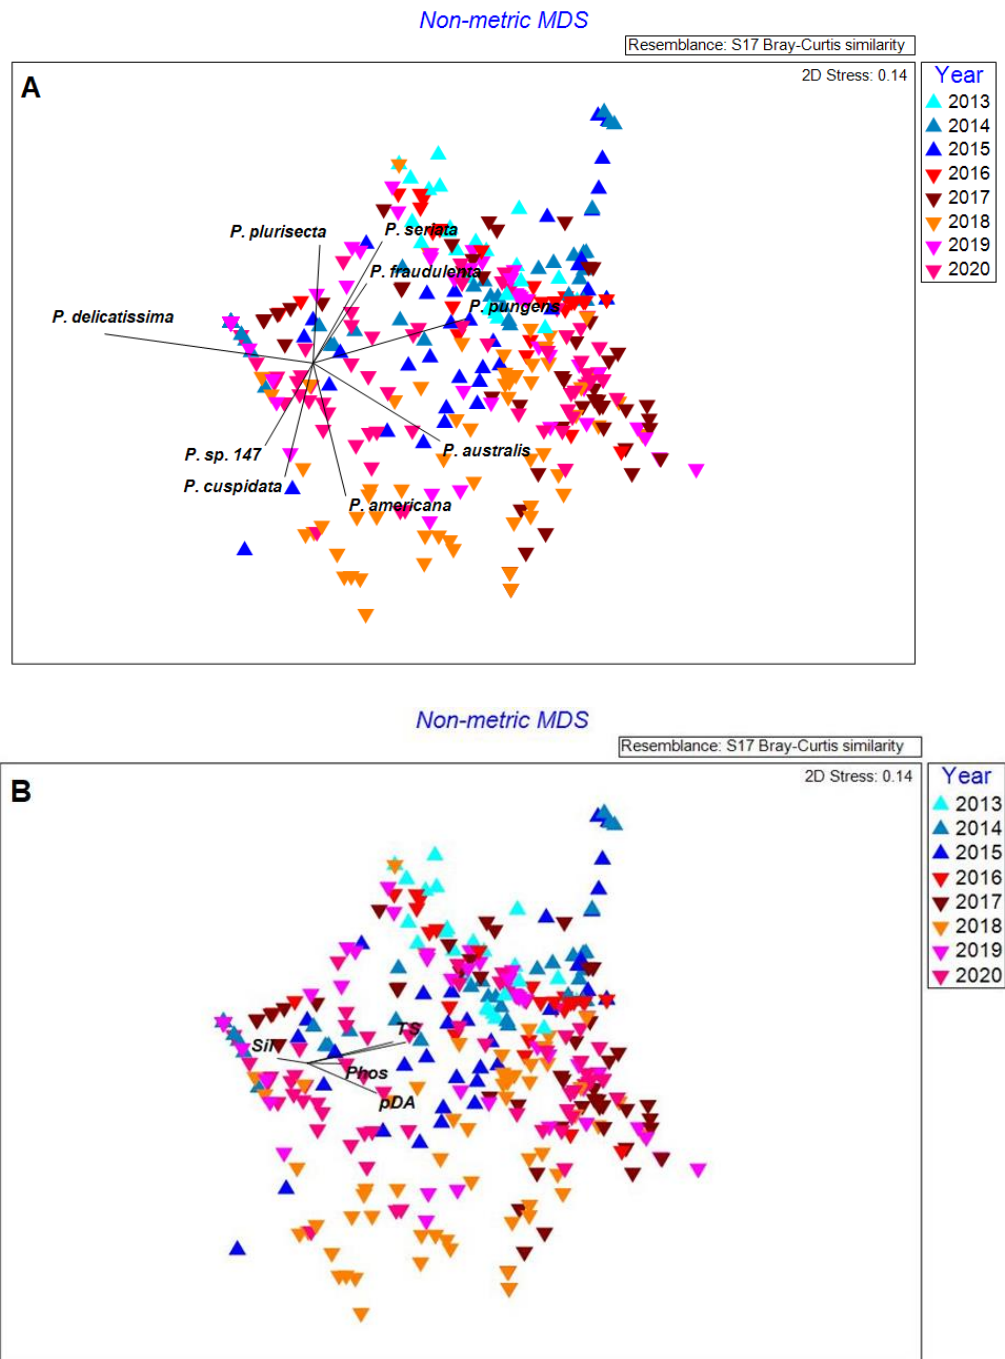 Non-metric MDS
Resemblance: S17 Bray-Curtis similarity
A
2D Stress: 0.14
Year
2013
2014
2015
2016
2017
2018
2019
2020
P. plurisecta
P. seriata
P. fraudulenta
P. pungens
P. delicatissima
P. australis
P. sp. 147
P. cuspidata
P. americana
Non-metric MDS
Resemblance: S17 Bray-Curtis similarity
B
2D Stress: 0.14
Year
2013
2014
2015
2016
2017
2018
2019
2020
TS
Sil
Phos
pDA